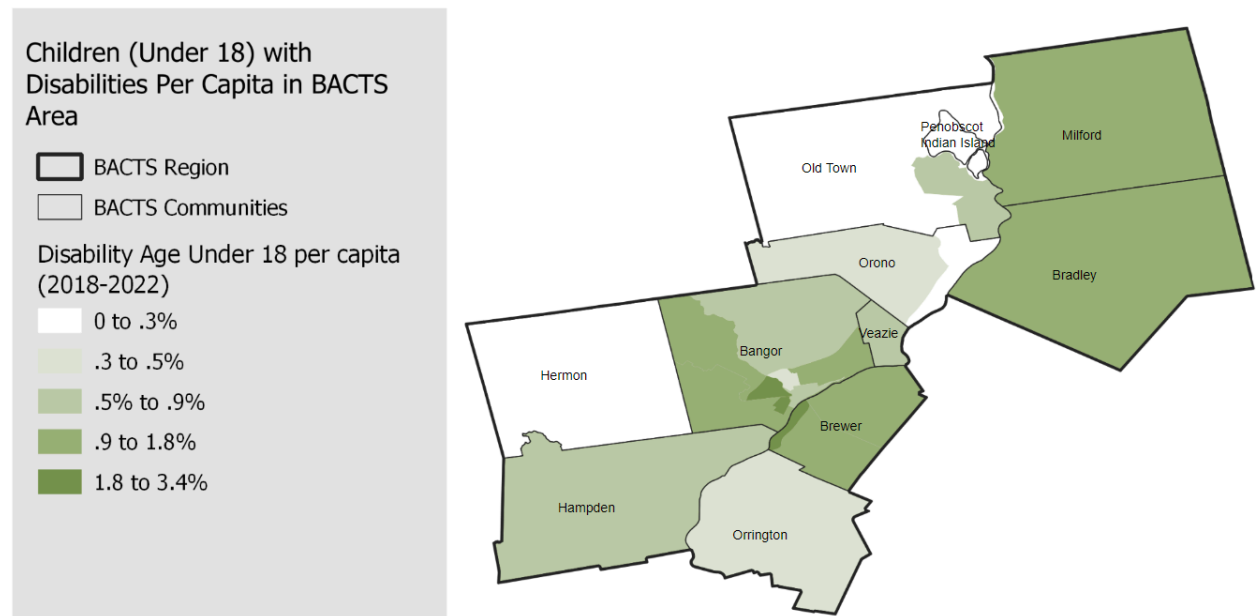 Children (Under 18) with
Disabilities Per Capita in BACTS
Area
BACTS Region
BACTS Communities
Disability Age Under 18 per capita
(2018-2022)
0 to .3%
.3 to .5%
.5% to .9%
.9 to 1.8%
1.8 to 3.4%
Penobscot
Indian Island
Milford
Old Town
Orono
Bradley
Veazie
Bangor
Hermon
Brewer
Hampden
Orrington